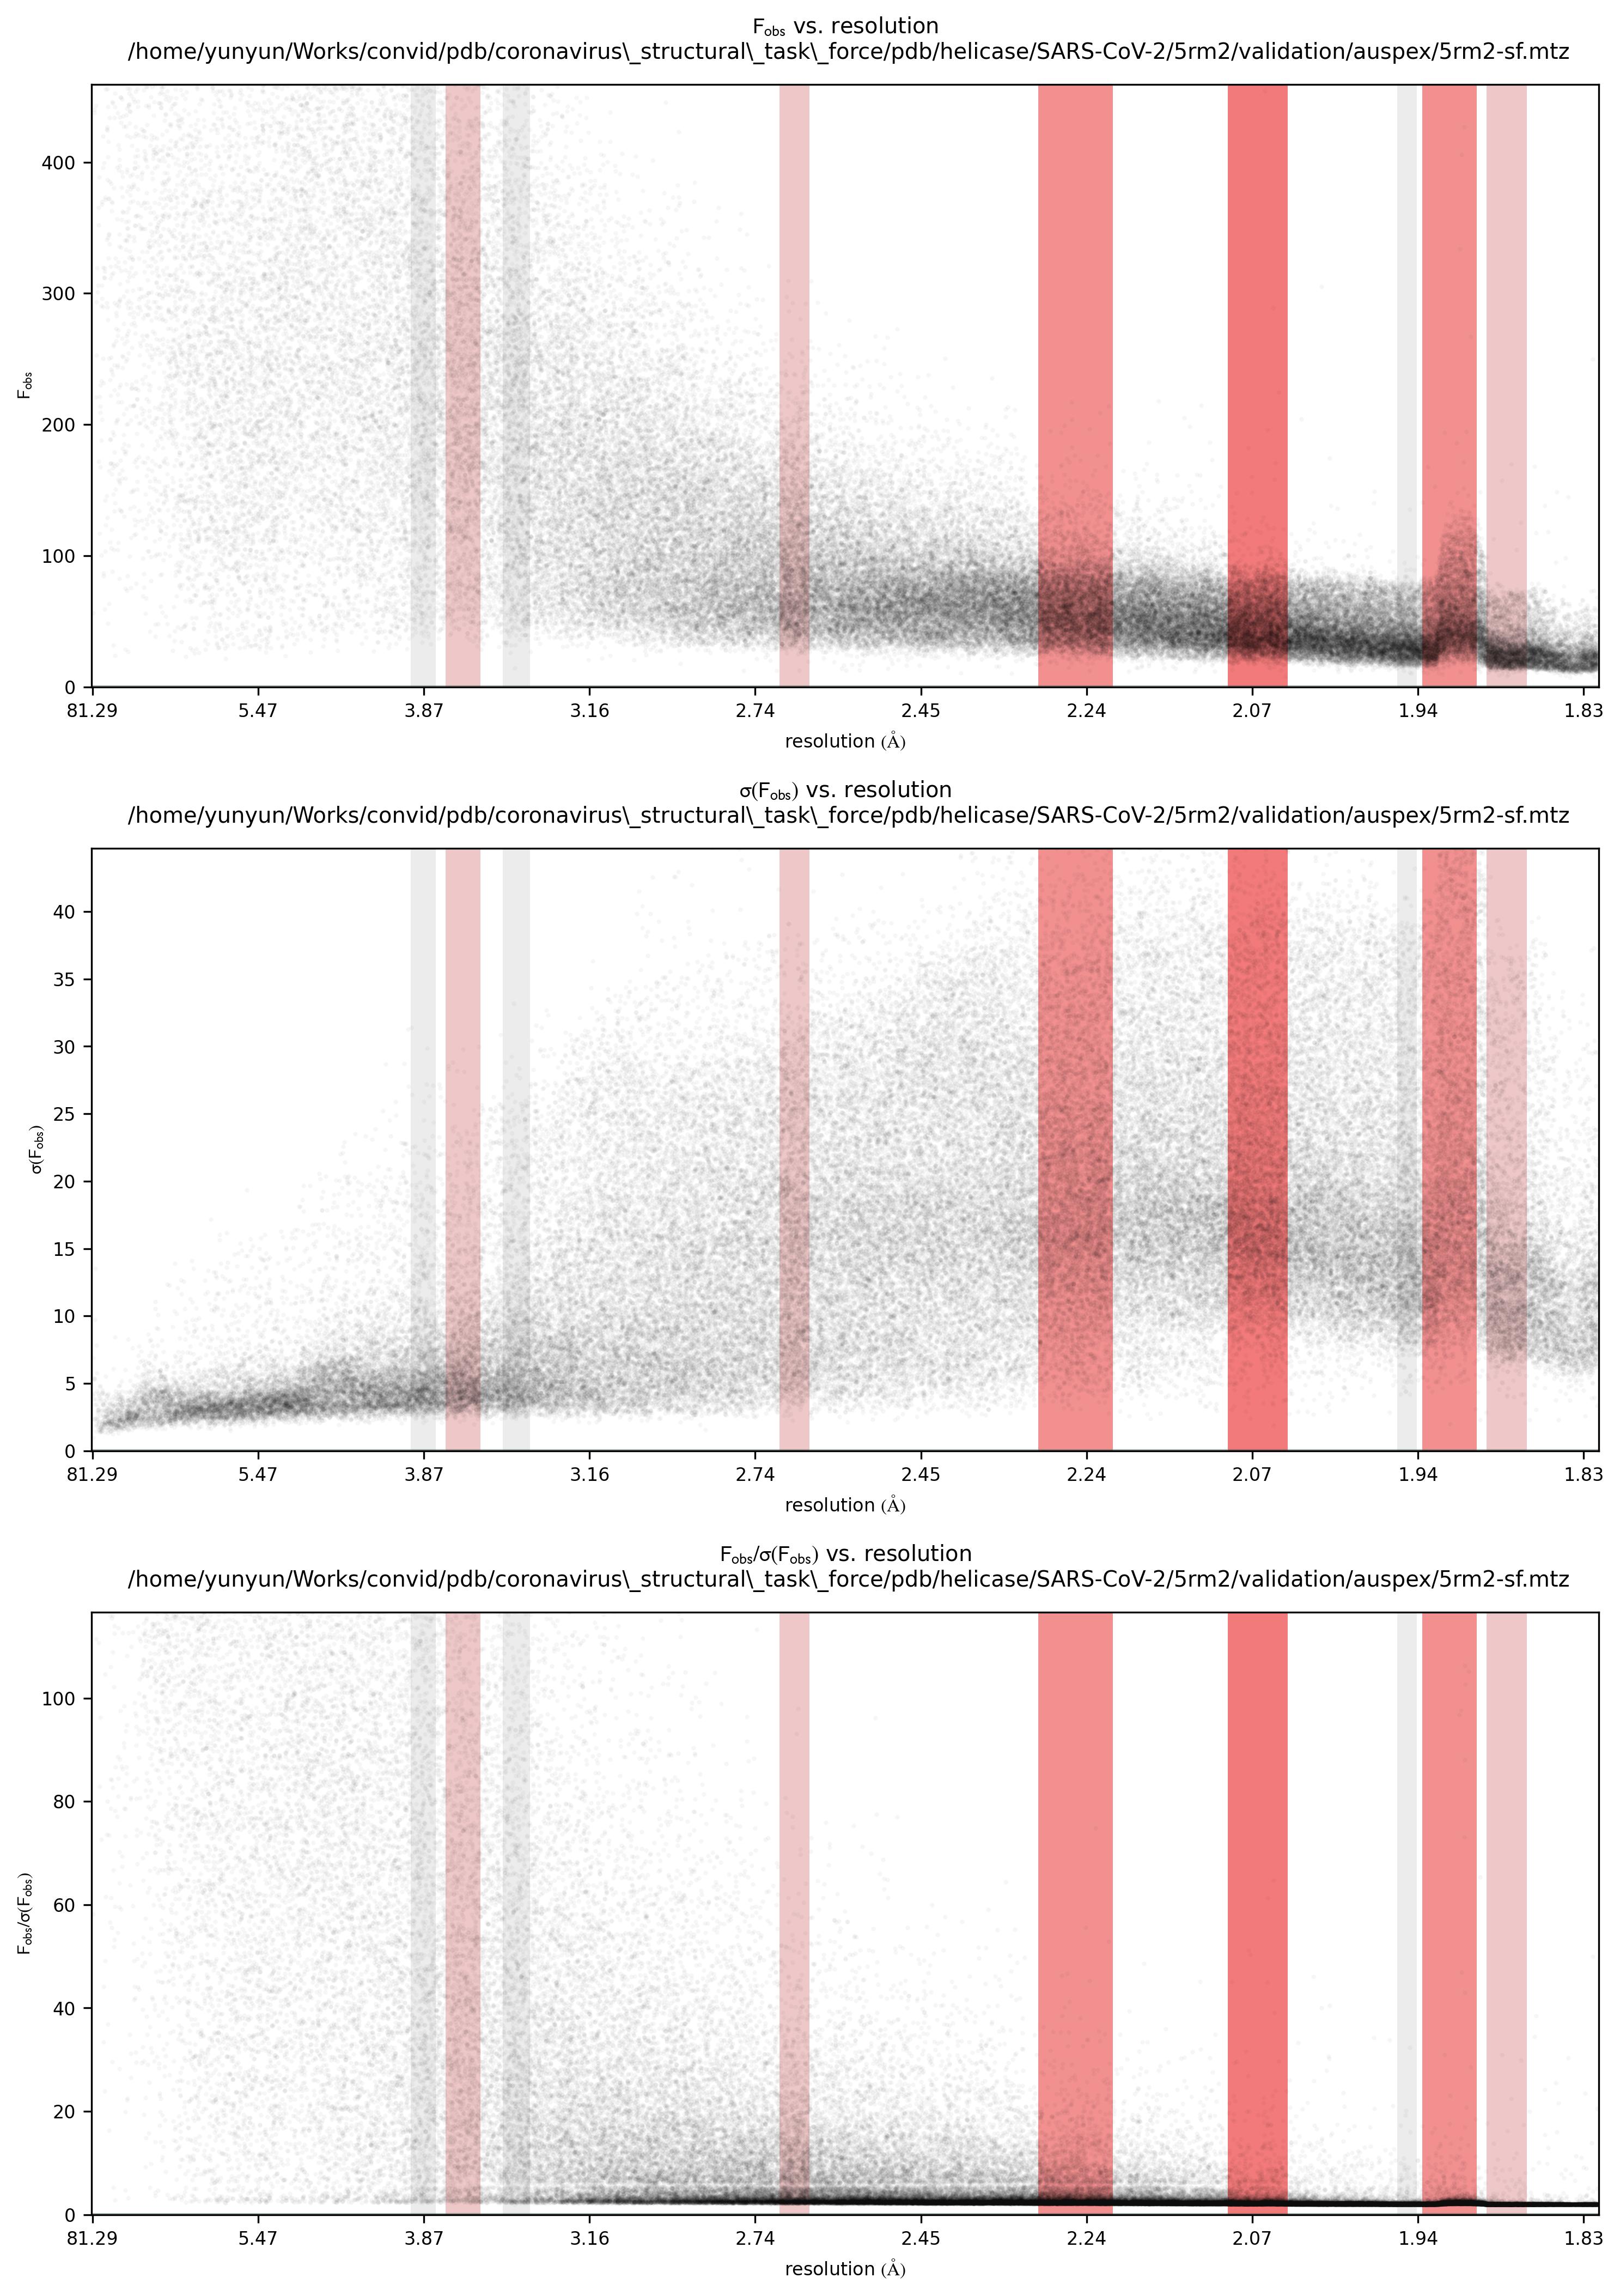 Fobs vs. resolution
/home/yunyun/Works/convid/pdb/coronavirus\_structural\_task\_force/pdb/helicase/SARS-CoV-2/5rm2/validation/auspex/5rm2-sf.mtz
400
300
200
100
0
Fobs
81.29 5.47 3.87 3.16 2.74 2.45 2.24 2.07 1.94 1.83
resolution (Å)
σ(Fobs) vs. resolution
/home/yunyun/Works/convid/pdb/coronavirus\_structural\_task\_force/pdb/helicase/SARS-CoV-2/5rm2/validation/auspex/5rm2-sf.mtz
40
35
30
25
20
15
10
5
0
σ(Fobs)
81.29 5.47 3.87 3.16 2.74 2.45 2.24 2.07 1.94 1.83
resolution (Å)
Fobs/σ(Fobs) vs. resolution
/home/yunyun/Works/convid/pdb/coronavirus\_structural\_task\_force/pdb/helicase/SARS-CoV-2/5rm2/validation/auspex/5rm2-sf.mtz
100
80
60
40
20
0
Fobs/σ(Fobs)
81.29 5.47 3.87 3.16 2.74 2.45 2.24 2.07 1.94 1.83
resolution (Å)